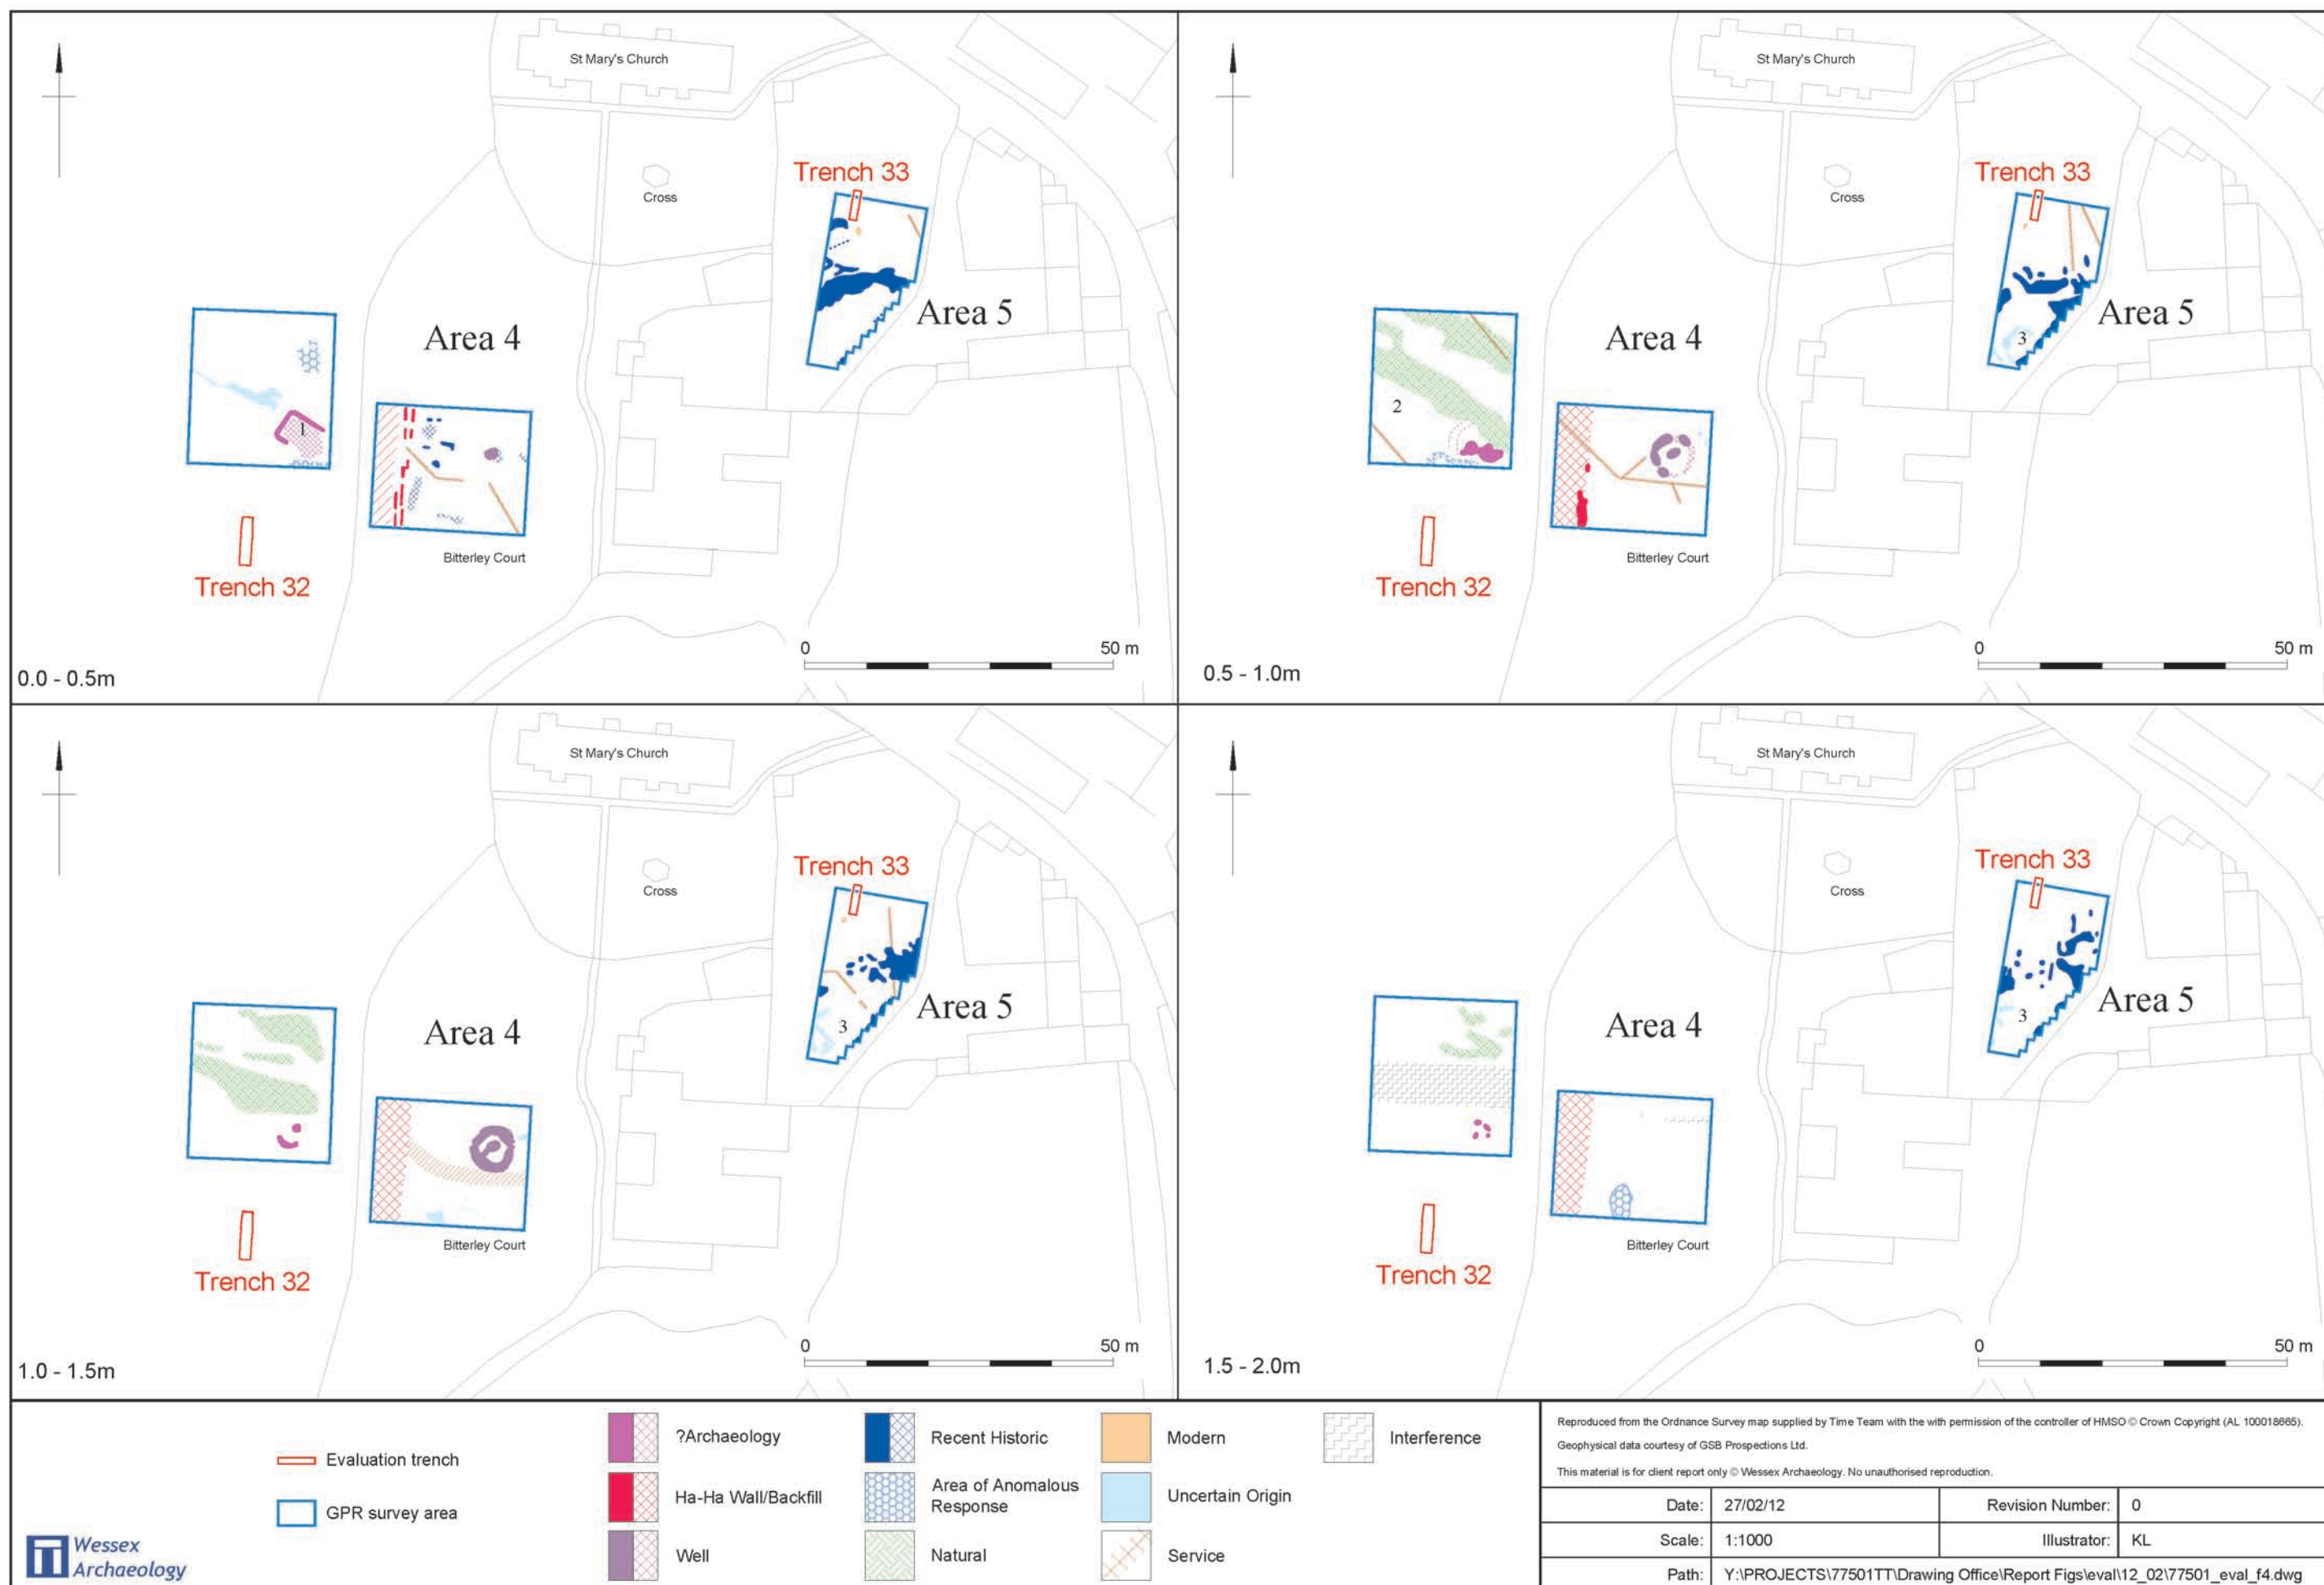 St Mary's Church
Cross
Trench 33
Area 5
Area 4
1
Trench 32
Bitterley Court
0 50 m
0.0 - 0.5m
St Mary's Church
Cross
Trench 33
Area 5
3
Area 4
2
Trench 32
Bitterley Court
0 50 m
0.5 - 1.0m
St Mary's Church
Cross
Trench 33
Area 5
3
Area 4
Trench 32
Bitterley Court
0 50 m
1.0 - 1.5m
St Mary's Church
Cross
Trench 33
Area 5
3
Area 4
Trench 32
Bitterley Court
0 50 m
1.5 - 2.0m
Wessex
Archaeology
Evaluation trench
GPR survey area
?Archaeology
Ha-Ha Wall/Backfill
Well
Recent Historic
Area of Anomalous
Response
Natural
Modern
Uncertain Origin
Service
Interference
Reproduced from the Ordnance Survey map supplied by Time Team with the with permission of the controller of HMSO © Crown Copyright (AL 100018665).
Geophysical data courtesy of GSB Prospections Ltd.
This material is for client report only © Wessex Archaeology. No unauthorised reproduction.
Date: 27/02/12 Revision Number: 0
Scale: 1:1000 Illustrator: KL
Path: Y:\PROJECTS\77501TT\Drawing Office\Report Figs\eval\12_02\77501_eval_f4.dwg